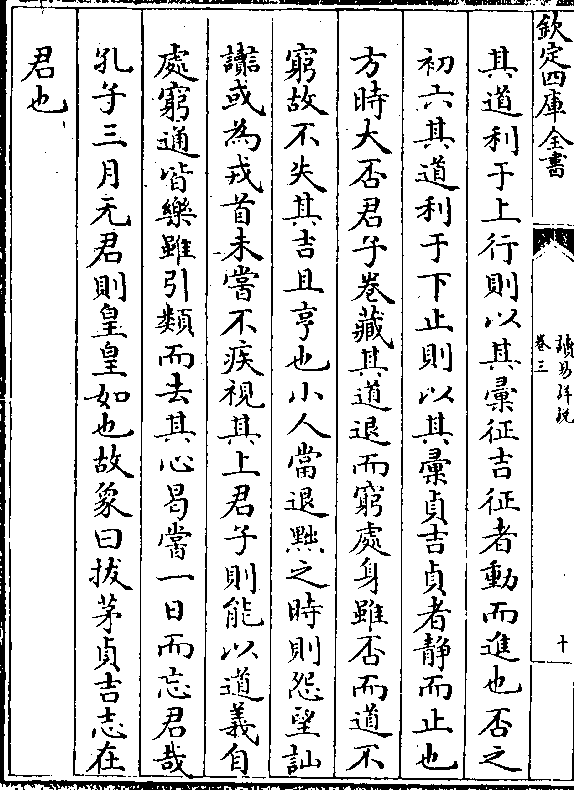 欽定四庫全書
讀易詳説
卷三
十
其道利于上行則以其彙征吉征者動而進也否之
初六其道利于下止則以其彙貞吉貞者静而止也
方時大否君子卷藏其道退而窮處身雖否而道不
窮故不失其吉且亨也小人當退黜之時則怨望訕
讟或為戎首未嘗不疾視其上君子則能以道義自
處窮通皆樂雖引類而去其心曷嘗一日而忘君哉
孔子三月无君則皇皇如也故象曰拔茅貞吉志在
君也